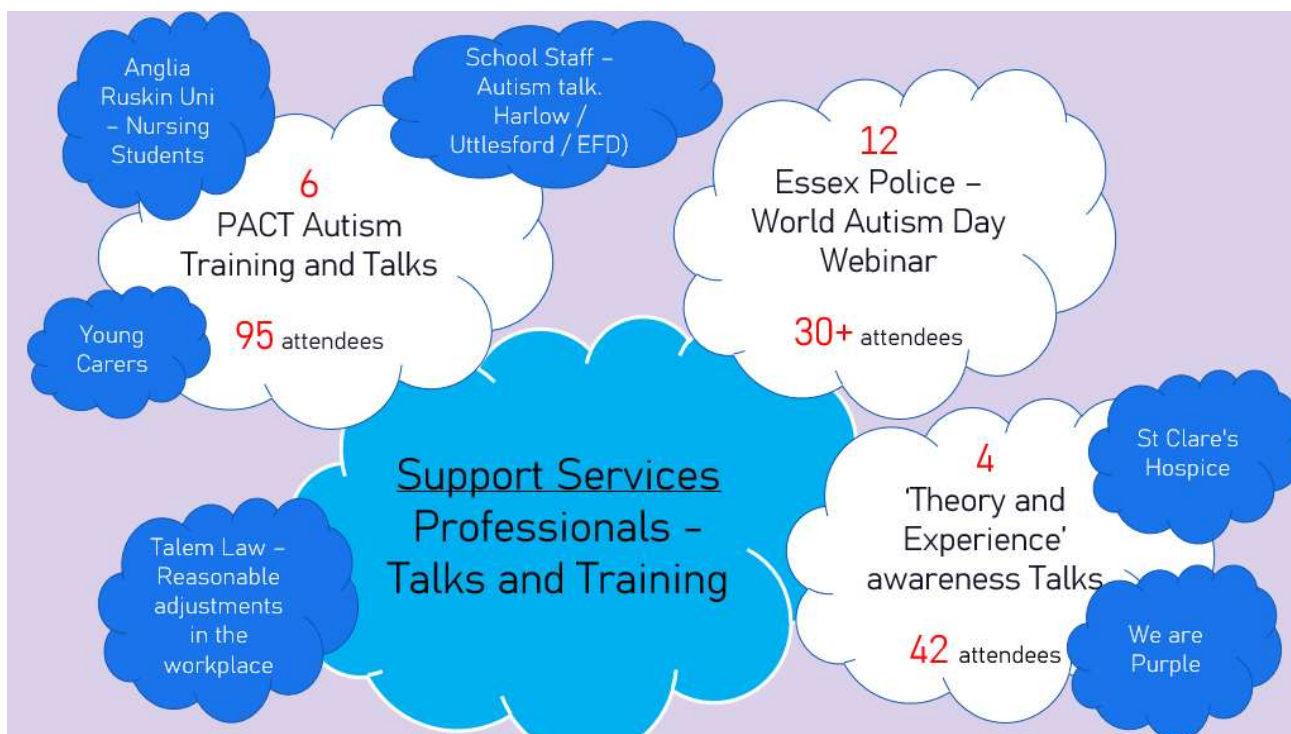 Anglia
Ruskin Uni
– Nursing
Students
School Staff –
Autism talk.
Harlow /
Uttlesford / EFD)
6
PACT Autism
Training and Talks
95 attendees
Young
Carers
12
Essex Police –
World Autism Day
Webinar
30+ attendees
Support Services
Professionals –
Talks and Training
4
‘Theory and
Experience’
awareness Talks
42 attendees
St Clare's
Hospice
We are
Purple
Talem Law –
Reasonable
adjustments
in the
workplace